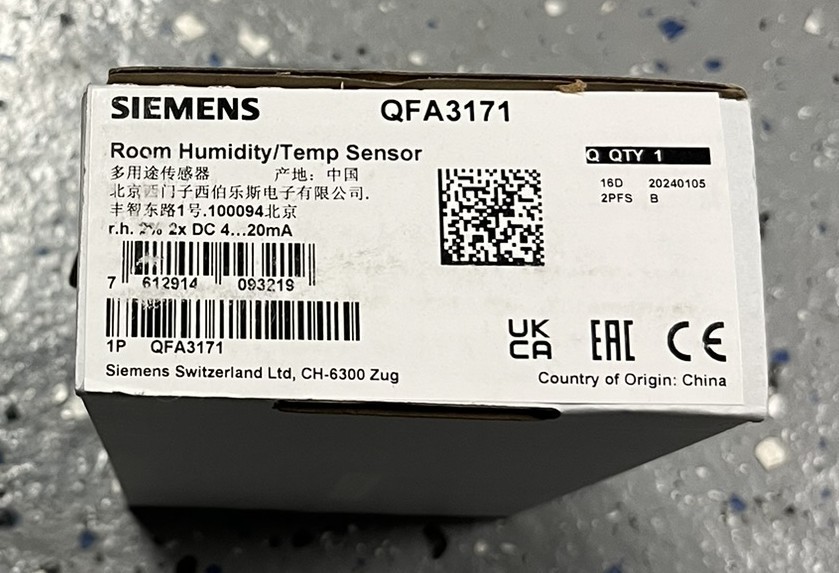 SIEMENS QFA3171
Room Humidity/Temp Sensor
Q QTY 1
多用途传感器 产地：中国
北京西门子西伯乐斯电子有限公司.
丰智东路1号.100094北京
r.h. 2% 2x DC 4...20mA
16D 20240105
2PFS B
7 612914 093219
1P QFA3171
UK
CA EAC CE
Siemens Switzerland Ltd, CH-6300 Zug
Country of Origin: China